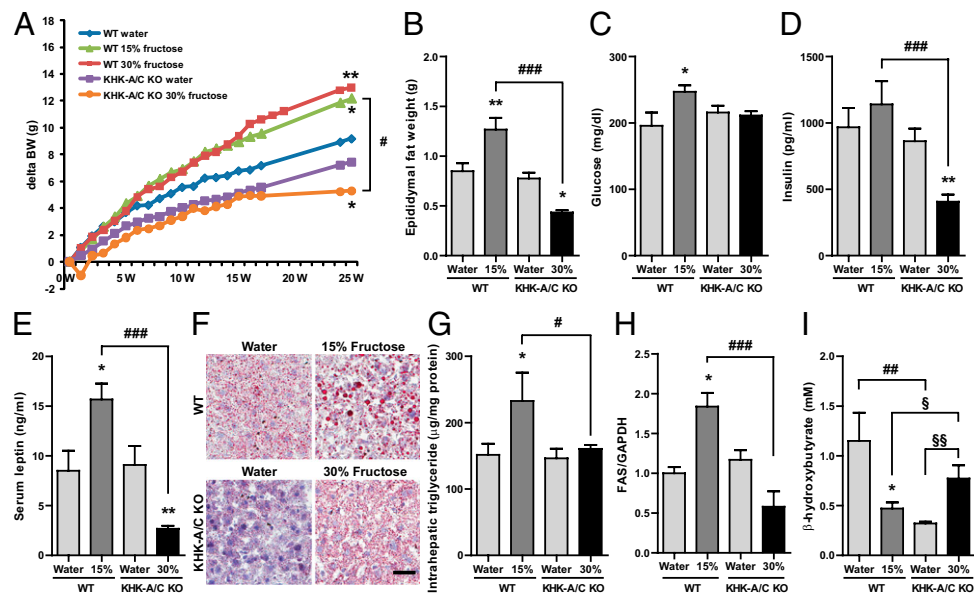 A
delta BW (g)
18
16
14
12
10
8
6
4
2
0
-2
WT water
WT 15% fructose
WT 30% fructose
KHK-A/C KO water
KHK-A/C KO 30% fructose
**
*
#
*
0W 5W 10W 15W 20W 25W
B
Epididymal fat weight (g)
2.0
1.5
1.0
0.5
0.0
###
**
*
Water 15% Water 30%
WT KHK-A/C KO
C
Glucose (mg/dl)
300
200
100
0
*
Water 15% Water 30%
WT KHK-A/C KO
D
Insulin (pg/ml)
1500
1000
500
0
###
**
Water 15% Water 30%
WT KHK-A/C KO
E
Serum leptin (ng/ml)
20
15
10
5
0
###
*
**
Water 15% Water 30%
WT KHK-A/C KO
F
Water 15% Fructose
WT
Water 30% Fructose
KHK-A/C KO
G
Intrahepatic triglyceride (μg/mg protein)
300
200
100
0
#
*
Water 15% Water 30%
WT KHK-A/C KO
H
FAS/GAPDH
2.5
2.0
1.5
1.0
0.5
0.0
###
*
Water 15% Water 30%
WT KHK-A/C KO
I
β-hydroxybutyrate (mM)
2.0
1.5
1.0
0.5
0.0
##
§
§§
*
Water 15% Water 30%
WT KHK-A/C KO